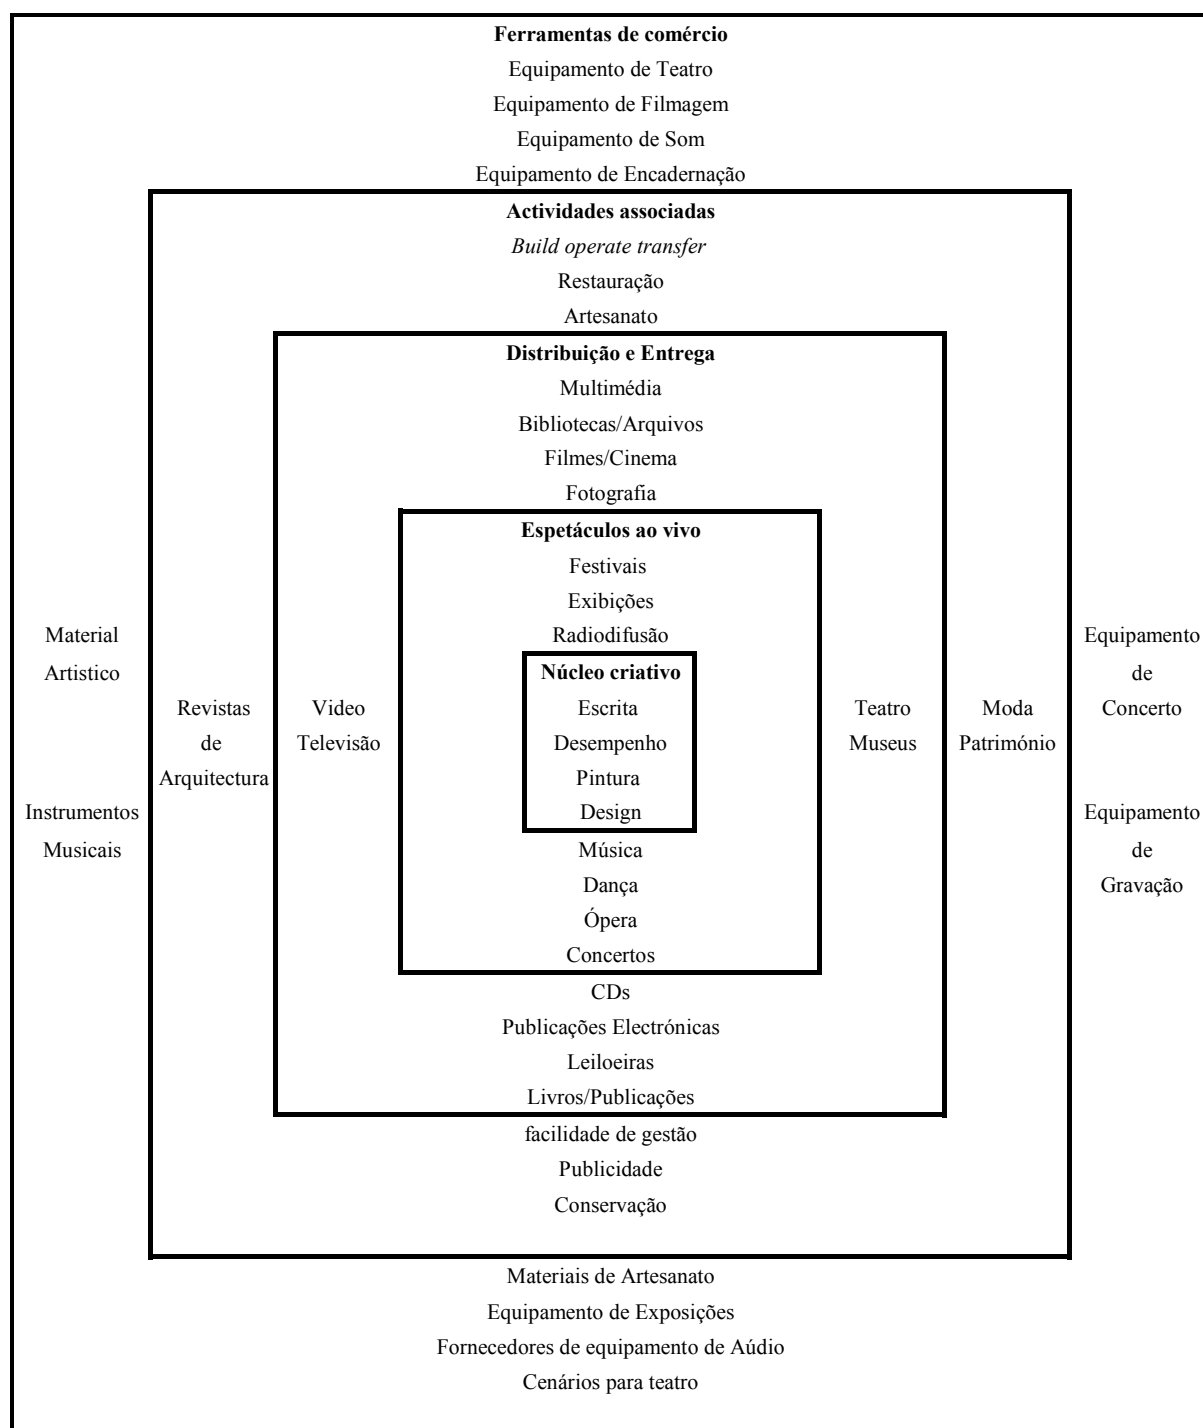 Ferramentas de comércio
Equipamento de Teatro
Equipamento de Filmagem
Equipamento de Som
Equipamento de Encadernação
Actividades associadas
Build operate transfer
Restauração
Artesanato
Distribuição e Entrega
Multimédia
Bibliotecas/Arquivos
Filmes/Cinema
Fotografia
Espetáculos ao vivo
Festivais
Exibições
Radiodifusão
Núcleo criativo
Escrita
Desempenho
Pintura
Design
Música
Dança
Ópera
Concertos
Video
Televisão
Teatro
Museus
CDs
Publicações Electrónicas
Leiloeiras
Livros/Publicações
Revistas
de
Arquitectura
Moda
Património
facilidade de gestão
Publicidade
Conservação
Material
Artistico
Instrumentos
Musicais
Equipamento
de
Concerto
Equipamento
de
Gravação
Materiais de Artesanato
Equipamento de Exposições
Fornecedores de equipamento de Aúdio
Cenários para teatro